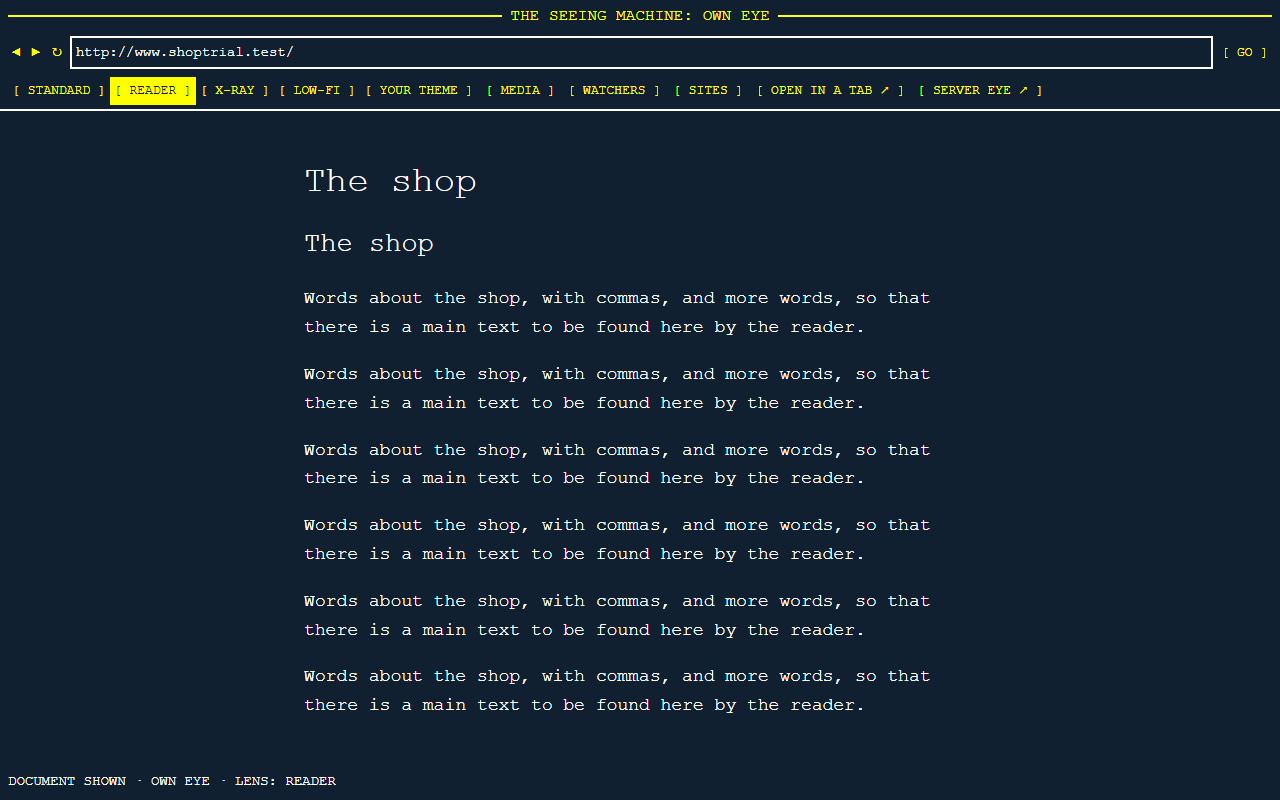 THE SEEING MACHINE: OWN EYE
◄ ► ↻ http://www.shoptrial.test/ [ GO ]
[ STANDARD ] [ READER ] [ X-RAY ] [ LOW-FI ] [ YOUR THEME ] [ MEDIA ] [ WATCHERS ] [ SITES ] [ OPEN IN A TAB ↗ ] [ SERVER EYE ↗ ]
The shop
The shop
Words about the shop, with commas, and more words, so that
there is a main text to be found here by the reader.
Words about the shop, with commas, and more words, so that
there is a main text to be found here by the reader.
Words about the shop, with commas, and more words, so that
there is a main text to be found here by the reader.
Words about the shop, with commas, and more words, so that
there is a main text to be found here by the reader.
Words about the shop, with commas, and more words, so that
there is a main text to be found here by the reader.
Words about the shop, with commas, and more words, so that
there is a main text to be found here by the reader.
DOCUMENT SHOWN · OWN EYE · LENS: READER